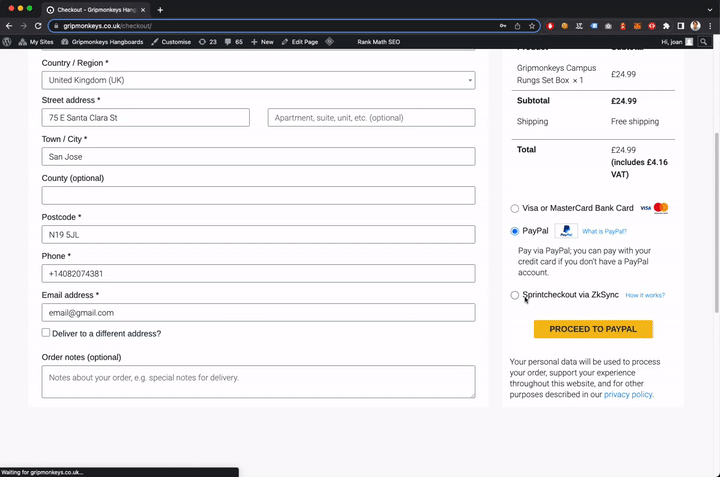 Checkout - Gripmonkeys Hang
gripmonkeys.co.uk/checkout/
My Sites
Gripmonkeys Hangboards
Customise
23
65
New
Edit Page
Rank Math SEO
Hi, joan
Country / Region *
United Kingdom (UK)
Street address *
75 E Santa Clara St
Apartment, suite, unit, etc. (optional)
Town / City *
San Jose
County (optional)
Postcode *
N19 5JL
Phone *
+14082074381
Email address *
email@gmail.com
Deliver to a different address?
Order notes (optional)
Notes about your order, e.g. special notes for delivery.
Gripmonkeys Campus
Rungs Set Box × 1
£24.99
Subtotal
£24.99
Shipping
Free shipping
Total
£24.99
(includes £4.16
VAT)
Visa or MasterCard Bank Card
VISA
PayPal
PayPal
What is PayPal?
Pay via PayPal; you can pay with your
credit card if you don't have a PayPal
account.
Sprintcheckout via ZkSync
How it works?
PROCEED TO PAYPAL
Your personal data will be used to process
your order, support your experience
throughout this website, and for other
purposes described in our privacy policy.
Waiting for gripmonkeys.co.uk...